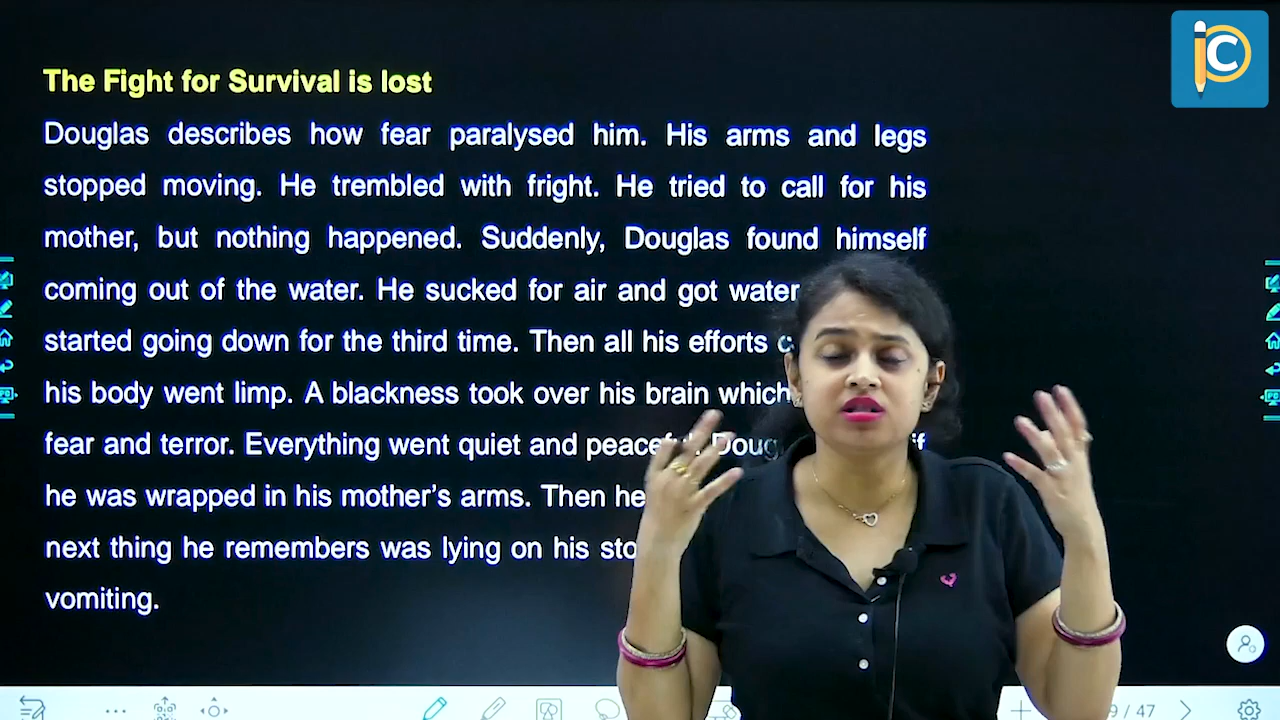 The Fight for Survival is lost
Douglas describes how fear paralysed him. His arms and legs
stopped moving. He trembled with fright. He tried to call for his
mother, but nothing happened. Suddenly, Douglas found himself
coming out of the water. He sucked for air and got water
started going down for the third time. Then all his efforts
his body went limp. A blackness took over his brain which
fear and terror. Everything went quiet and peaceful. if
he was wrapped in his mother's arms. Then he
next thing he remembers was lying on his
vomiting.
/ 47